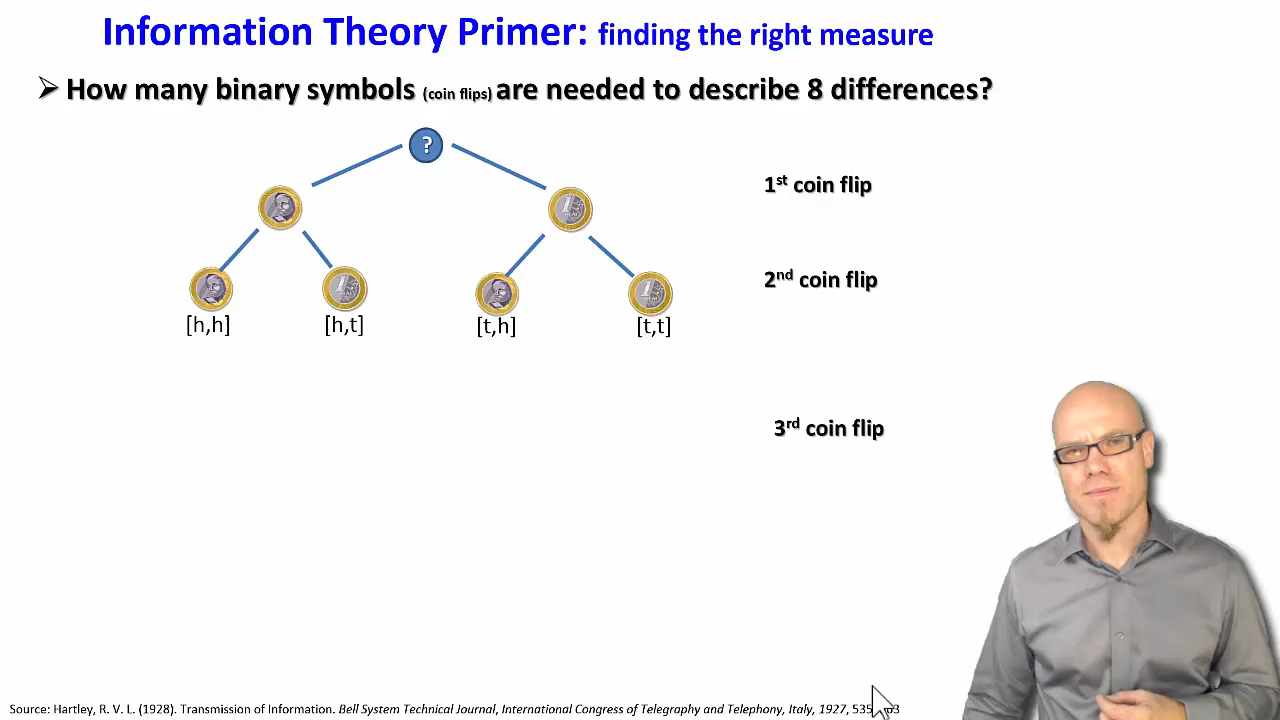 Information Theory Primer: finding the right measure
➢ How many binary symbols (coin flips) are needed to describe 8 differences?
?
1st coin flip
2nd coin flip
[h,h] [h,t] [t,h] [t,t]
3rd coin flip
Source: Hartley, R. V. L. (1928). Transmission of Information. Bell System Technical Journal, International Congress of Telegraphy and Telephony, Italy, 1927, 535